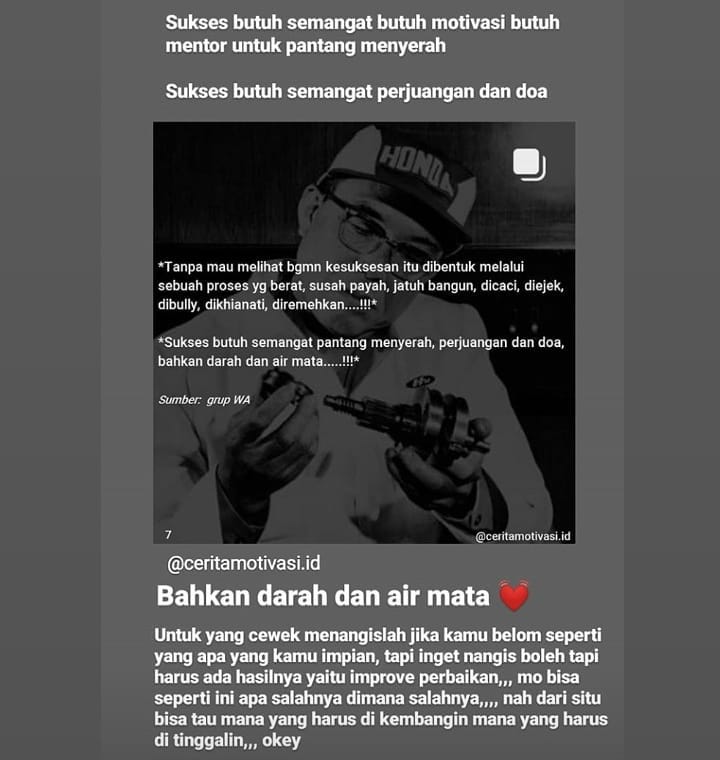 Sukses butuh semangat butuh motivasi butuh
mentor untuk pantang menyerah
Sukses butuh semangat perjuangan dan doa
HONDA
*Tanpa mau melihat bgmn kesuksesan itu dibentuk melalui
sebuah proses yg berat, susah payah, jatuh bangun, dicaci, diejek,
dibully, dikhianati, diremehkan....!!!*
*Sukses butuh semangat pantang menyerah, perjuangan dan doa,
bahkan darah dan air mata.....!!!*
Sumber: grup WA
7
@ceritamotivasi.id
@ceritamotivasi.id
Bahkan darah dan air mata 💓
Untuk yang cewek menangislah jika kamu belom seperti
yang apa yang kamu impian, tapi inget nangis boleh tapi
harus ada hasilnya yaitu improve perbaikan,,, mo bisa
seperti ini apa salahnya dimana salahnya,,,, nah dari situ
bisa tau mana yang harus di kembangin mana yang harus
di tinggalin,,, okey